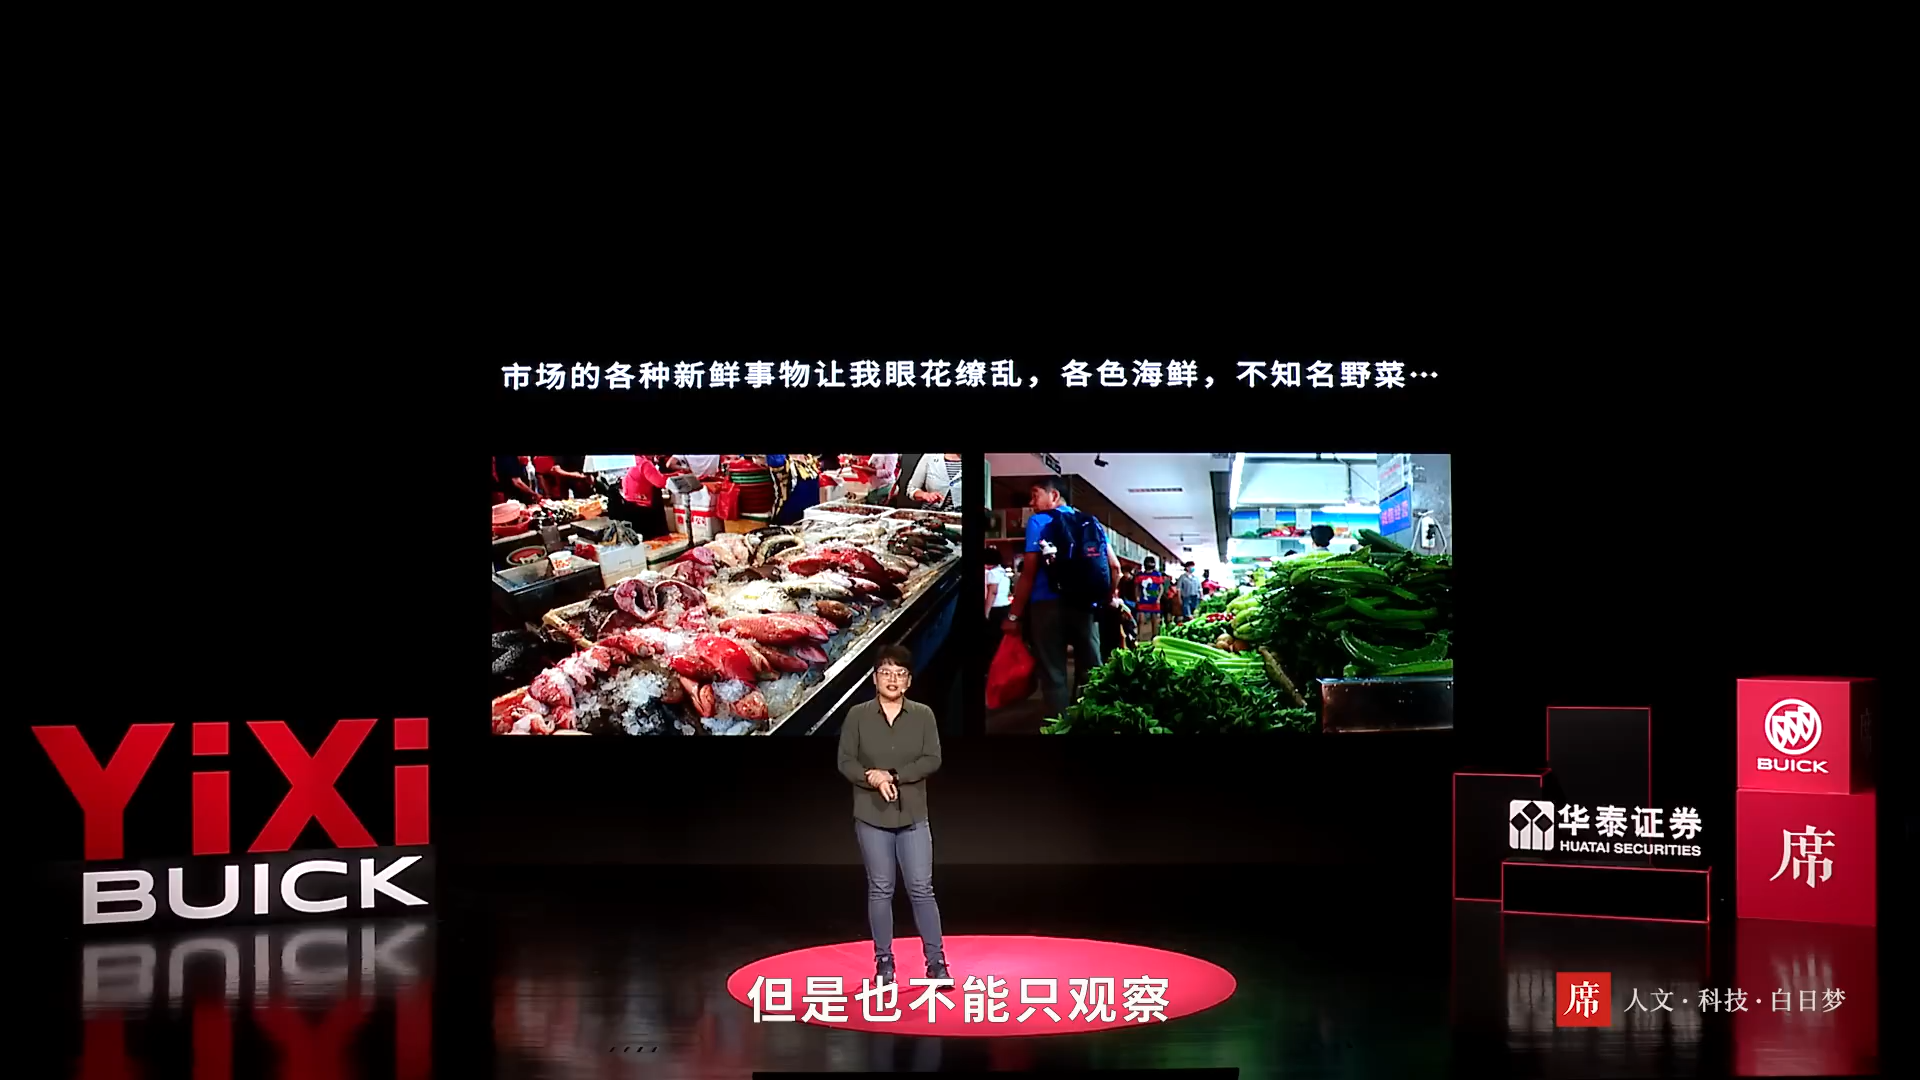 市场的各种新鲜事物让我眼花缭乱，各色海鲜，不知名野菜…
YiXi
BUICK
BUICK
华泰证券
HUATAI SECURITIES
席
但是也不能只观察
席 人文·科技·白日梦